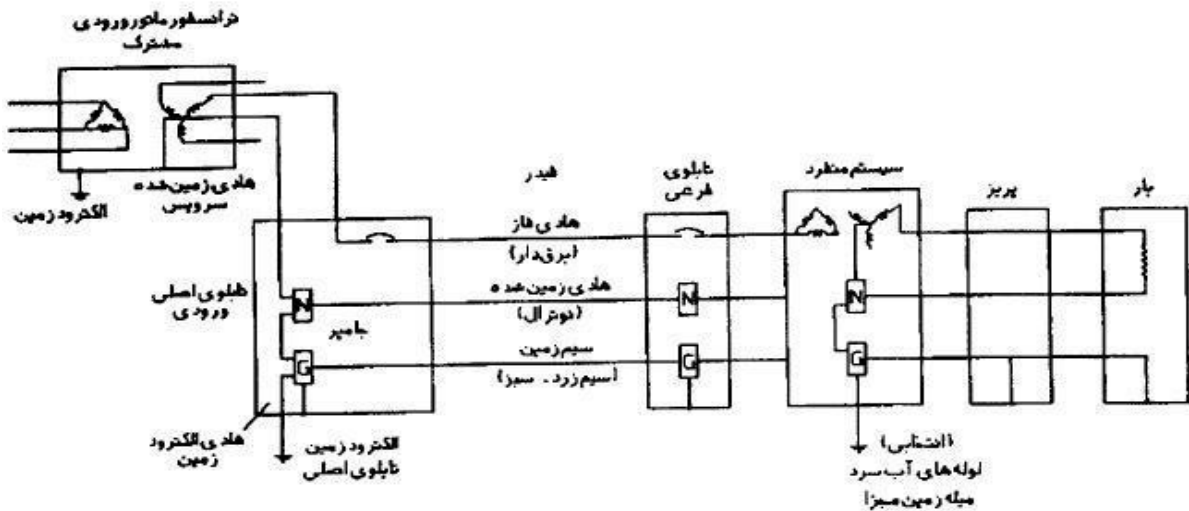 ترانسفورماتور ورودی
مشترک
الکترود زمین
هادی زمین شده
سرویس
تابلوی اصلی
ورودی
N
جامپر
G
هادی الکترود
زمین
الکترود زمین
تابلوی اصلی
فیدر
هادی فاز
(برق‌دار)
هادی زمین شده
(نوترال)
سیم زمین
(سیم زرد - سبز)
تابلوی
فرعی
N
G
سیستم منفرد
N
G
(انتخابی)
لوله‌های آب سرد
میله زمین مجزا
پریز
بار